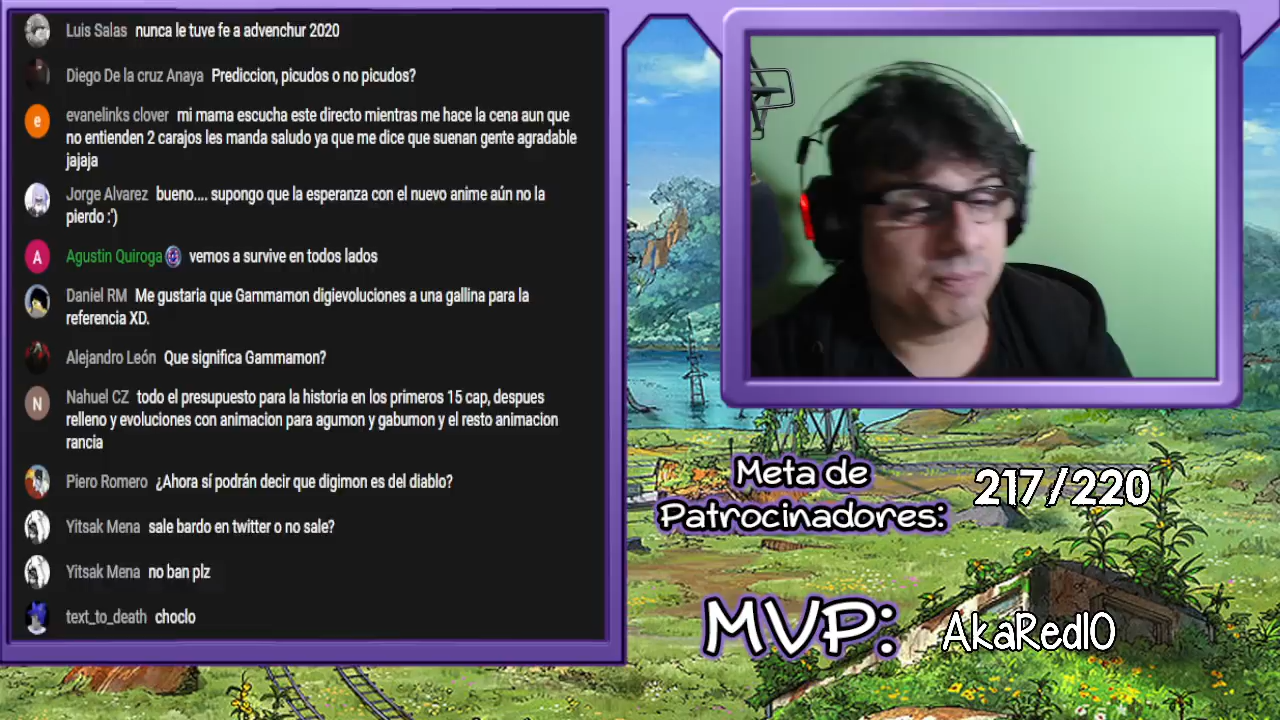 Luis Salas nunca le tuve fe a advenchur 2020
Diego De la cruz Anaya Prediccion, picudos o no picudos?
e evanelinks clover mi mama escucha este directo mientras me hace la cena aun que
no entienden 2 carajos les manda saludo ya que me dice que suenan gente agradable
jajaja
Jorge Alvarez bueno.... supongo que la esperanza con el nuevo anime aún no la
pierdo :')
A Agustin Quiroga vemos a survive en todos lados
Daniel RM Me gustaria que Gammamon digievoluciones a una gallina para la
referencia XD.
Alejandro León Que significa Gammamon?
N Nahuel CZ todo el presupuesto para la historia en los primeros 15 cap, despues
relleno y evoluciones con animacion para agumon y gabumon y el resto animacion
rancia
Piero Romero ¿Ahora sí podrán decir que digimon es del diablo?
Yitsak Mena sale bardo en twitter o no sale?
Yitsak Mena no ban plz
text_to_death choclo
Meta de
Patrocinadores:
217/220
MVP:
AkaRed10